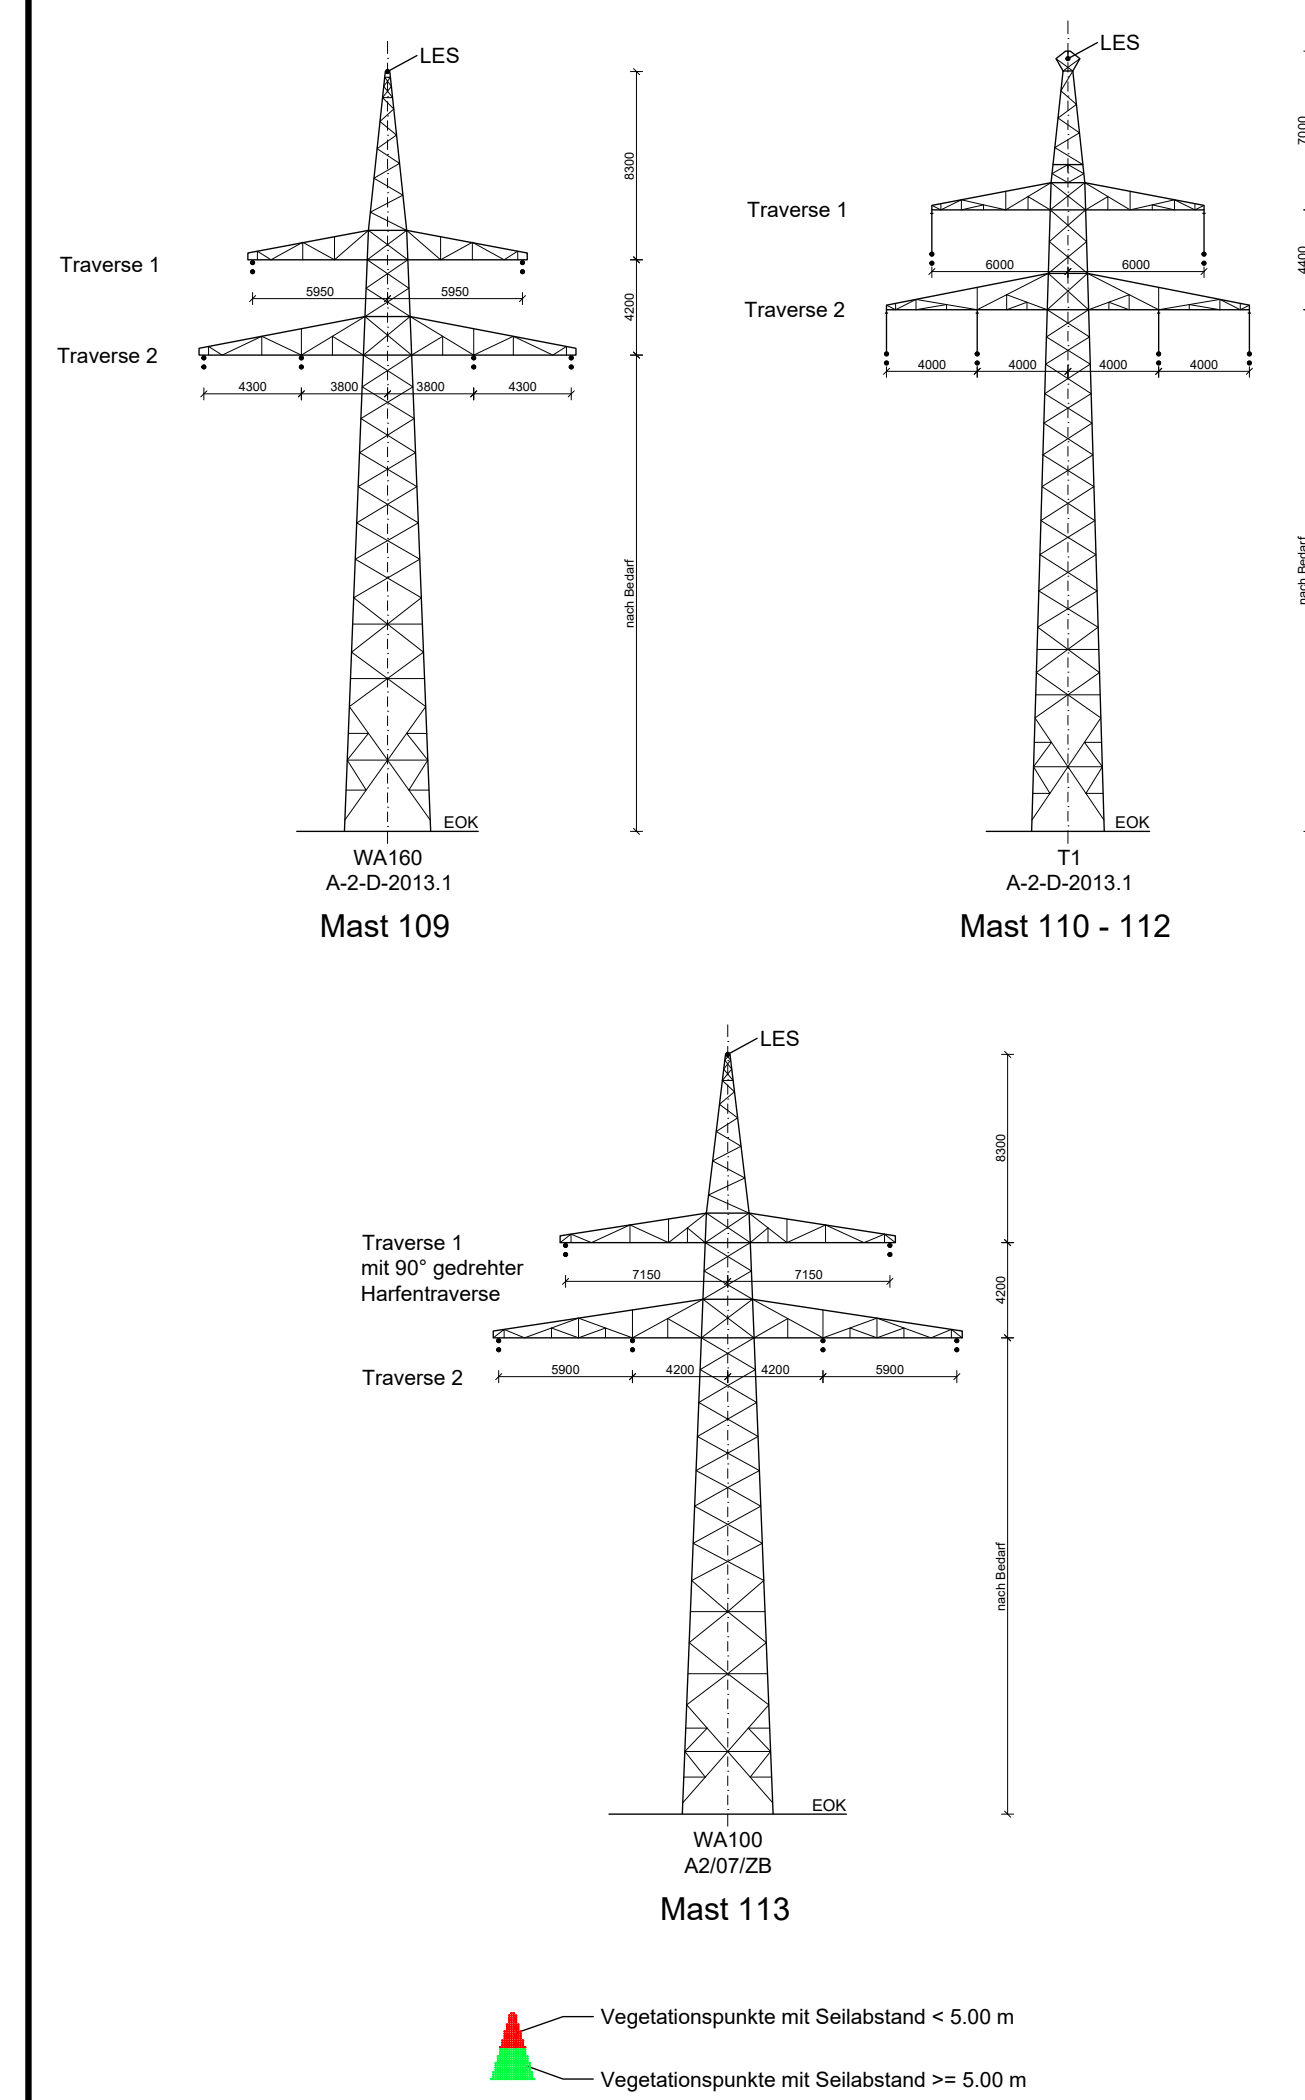 LES
8300
Traverse 1
5950 5950
4200
Traverse 2
4300 3800 3800 4300
nach Bedarf
EOK
WA160
A-2-D-2013.1
Mast 109
LES
7000
Traverse 1
6000 6000
4400
Traverse 2
4000 4000 4000 4000
nach Bedarf
EOK
T1
A-2-D-2013.1
Mast 110 - 112
LES
8300
Traverse 1
mit 90° gedrehter
Harfentraverse
7150 7150
4200
Traverse 2
5900 4200 4200 5900
nach Bedarf
EOK
WA100
A2/07/ZB
Mast 113
Vegetationspunkte mit Seilabstand < 5.00 m
Vegetationspunkte mit Seilabstand >= 5.00 m